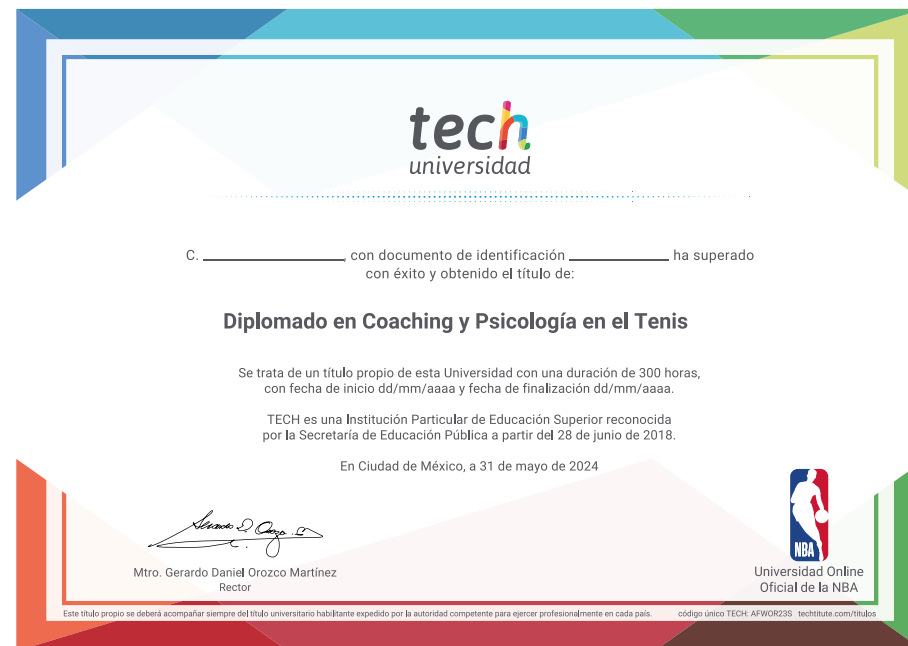 tech
universidad
C. ____________, con documento de identificación ____________ ha superado
con éxito y obtenido el título de:
Diplomado en Coaching y Psicología en el Tenis
Se trata de un título propio de esta Universidad con una duración de 300 horas,
con fecha de inicio dd/mm/aaaa y fecha de finalización dd/mm/aaaa.
TECH es una Institución Particular de Educación Superior reconocida
por la Secretaría de Educación Pública a partir del 28 de junio de 2018.
En Ciudad de México, a 31 de mayo de 2024
Mtro. Gerardo Daniel Orozco Martínez
Rector
NBA
Universidad Online
Oficial de la NBA
Este título propio se deberá acompañar siempre del título universitario habilitante expedido por la autoridad competente para ejercer profesionalmente en cada país. código único TECH: AFWOR23S techtitute.com/titulos